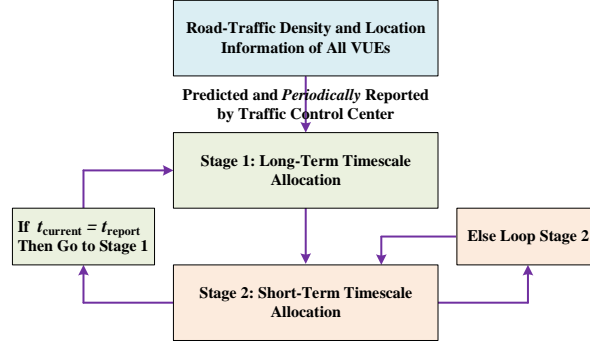 Road-Traffic Density and Location
Information of All VUEs
Predicted and Periodically Reported
by Traffic Control Center
Stage 1: Long-Term Timescale
Allocation
If t_current = t_report
Then Go to Stage 1
Else Loop Stage 2
Stage 2: Short-Term Timescale
Allocation